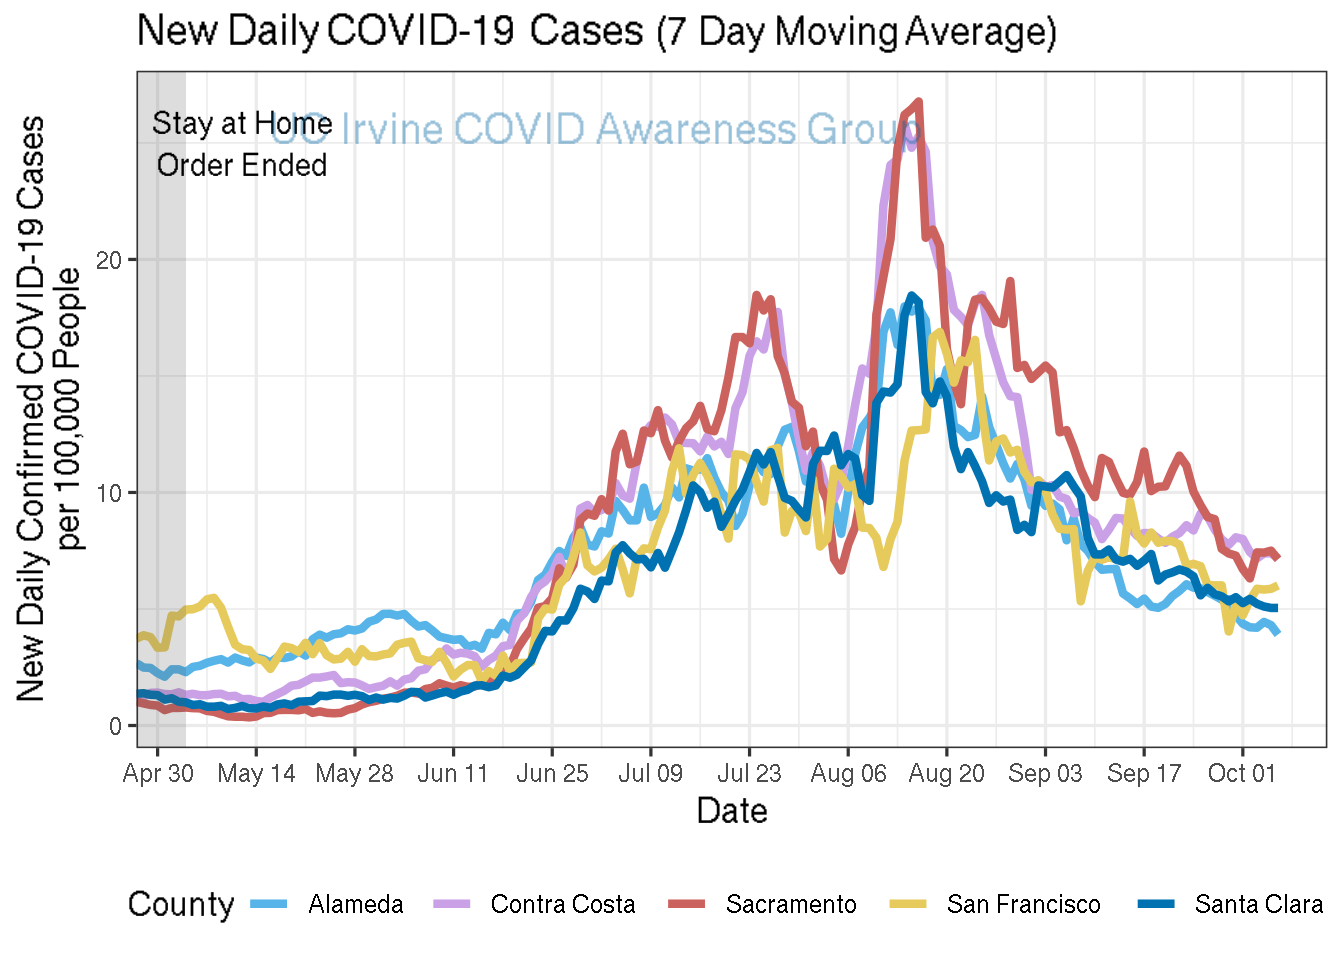 New Daily COVID-19 Cases (7 Day Moving Average)
UC Irvine COVID Awareness Group
Stay at Home
Order Ended
New Daily Confirmed COVID-19 Cases
per 100,000 People
20
10
0
Apr 30 May 14 May 28 Jun 11 Jun 25 Jul 09 Jul 23 Aug 06 Aug 20 Sep 03 Sep 17 Oct 01
Date
County Alameda Contra Costa Sacramento San Francisco Santa Clara